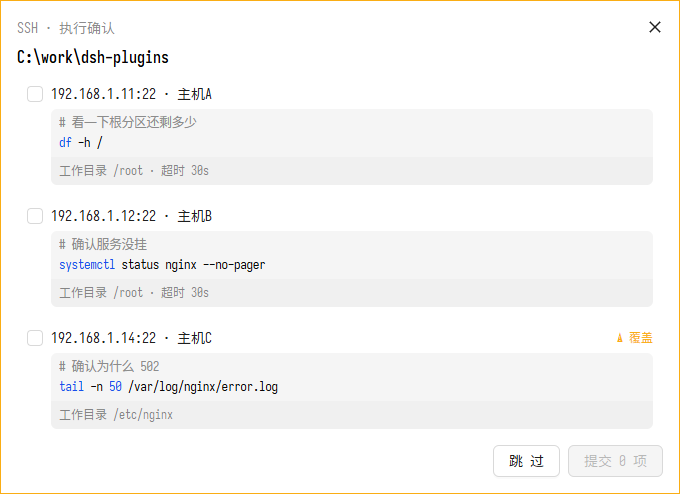 SSH · 执行确认
C:\work\dsh-plugins
192.168.1.11:22 · 主机A
# 看一下根分区还剩多少
df -h /
工作目录 /root · 超时 30s
192.168.1.12:22 · 主机B
# 确认服务没挂
systemctl status nginx --no-pager
工作目录 /root · 超时 30s
192.168.1.14:22 · 主机C
覆盖
# 确认为什么 502
tail -n 50 /var/log/nginx/error.log
工作目录 /etc/nginx
跳 过
提交 0 项